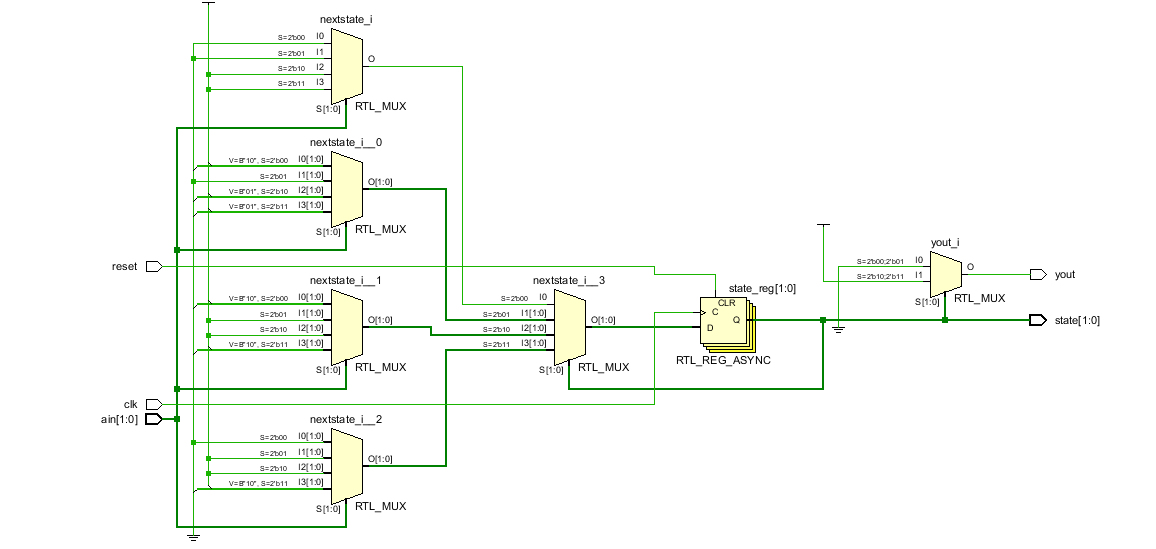 nextstate_i
S=2'b00 I0
S=2'b01 I1
S=2'b10 I2
S=2'b11 I3
O
S[1:0]
RTL_MUX
nextstate_i__0
V=B"10", S=2'b00 I0[1:0]
S=2'b01 I1[1:0]
V=B"01", S=2'b10 I2[1:0]
V=B"01", S=2'b11 I3[1:0]
O[1:0]
S[1:0]
RTL_MUX
reset
nextstate_i__1
V=B"10", S=2'b00 I0[1:0]
S=2'b01 I1[1:0]
S=2'b10 I2[1:0]
V=B"10", S=2'b11 I3[1:0]
O[1:0]
S[1:0]
RTL_MUX
clk
ain[1:0]
nextstate_i__2
S=2'b00 I0[1:0]
S=2'b01 I1[1:0]
S=2'b10 I2[1:0]
V=B"10", S=2'b11 I3[1:0]
O[1:0]
S[1:0]
RTL_MUX
nextstate_i__3
S=2'b00 I0
S=2'b01 I1[1:0]
S=2'b10 I2[1:0]
S=2'b11 I3[1:0]
O[1:0]
S[1:0]
RTL_MUX
state_reg[1:0]
CLR
C
D
Q
RTL_REG_ASYNC
yout_i
S=2'b00;2'b01 I0
S=2'b10;2'b11 I1
O
S[1:0]
RTL_MUX
yout
state[1:0]